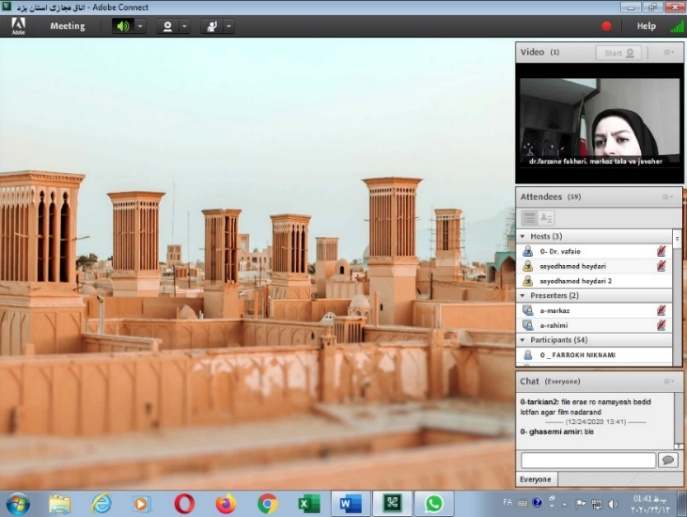 اتاق مجازی استان یزد - Adobe Connect
Adobe
Meeting
Help
Video (1)
Start
dr.farzane fakhari. markaz tala va javaher
Attendees (59)
Hosts (3)
0- Dr. vafaie
seyedhamed heydari
seyedhamed heydari 2
Presenters (2)
a-markaz
a-rahimi
Participants (54)
0 _ FARROKH NIKNAMI
Chat (Everyone)
0-tarkian2: file erae ro namayesh bedid
lotfan agar film nadarand
-------- (12/24/2020 13:41) --------
0- ghasemi amir: ble
Everyone
FA
01:41 ب.ظ
۲۰۲۰/۲۴/۱۲